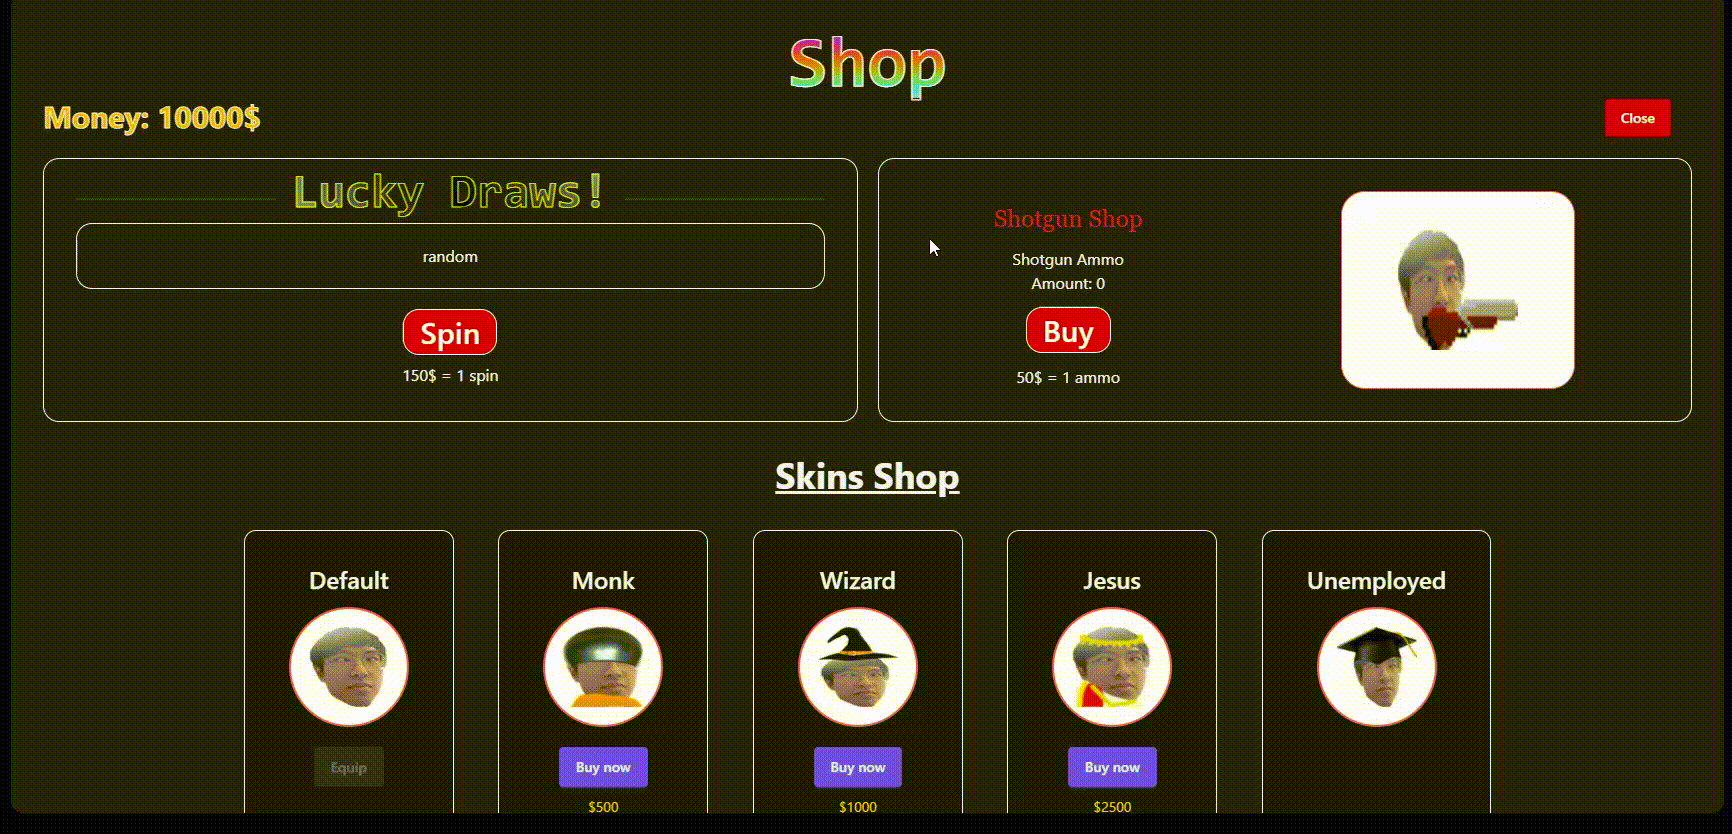 Shop
Money: 10000$
Close
Lucky Draws!
random
Spin
150$ = 1 spin
Shotgun Shop
Shotgun Ammo
Amount: 0
Buy
50$ = 1 ammo
Skins Shop
Default
Monk
Wizard
Jesus
Unemployed
Equip
Buy now
Buy now
Buy now
$500
$1000
$2500